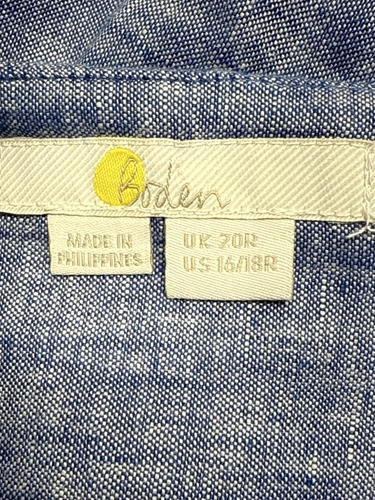 Boden
MADE IN
PHILIPPINES
UK 20R
US 16/18R